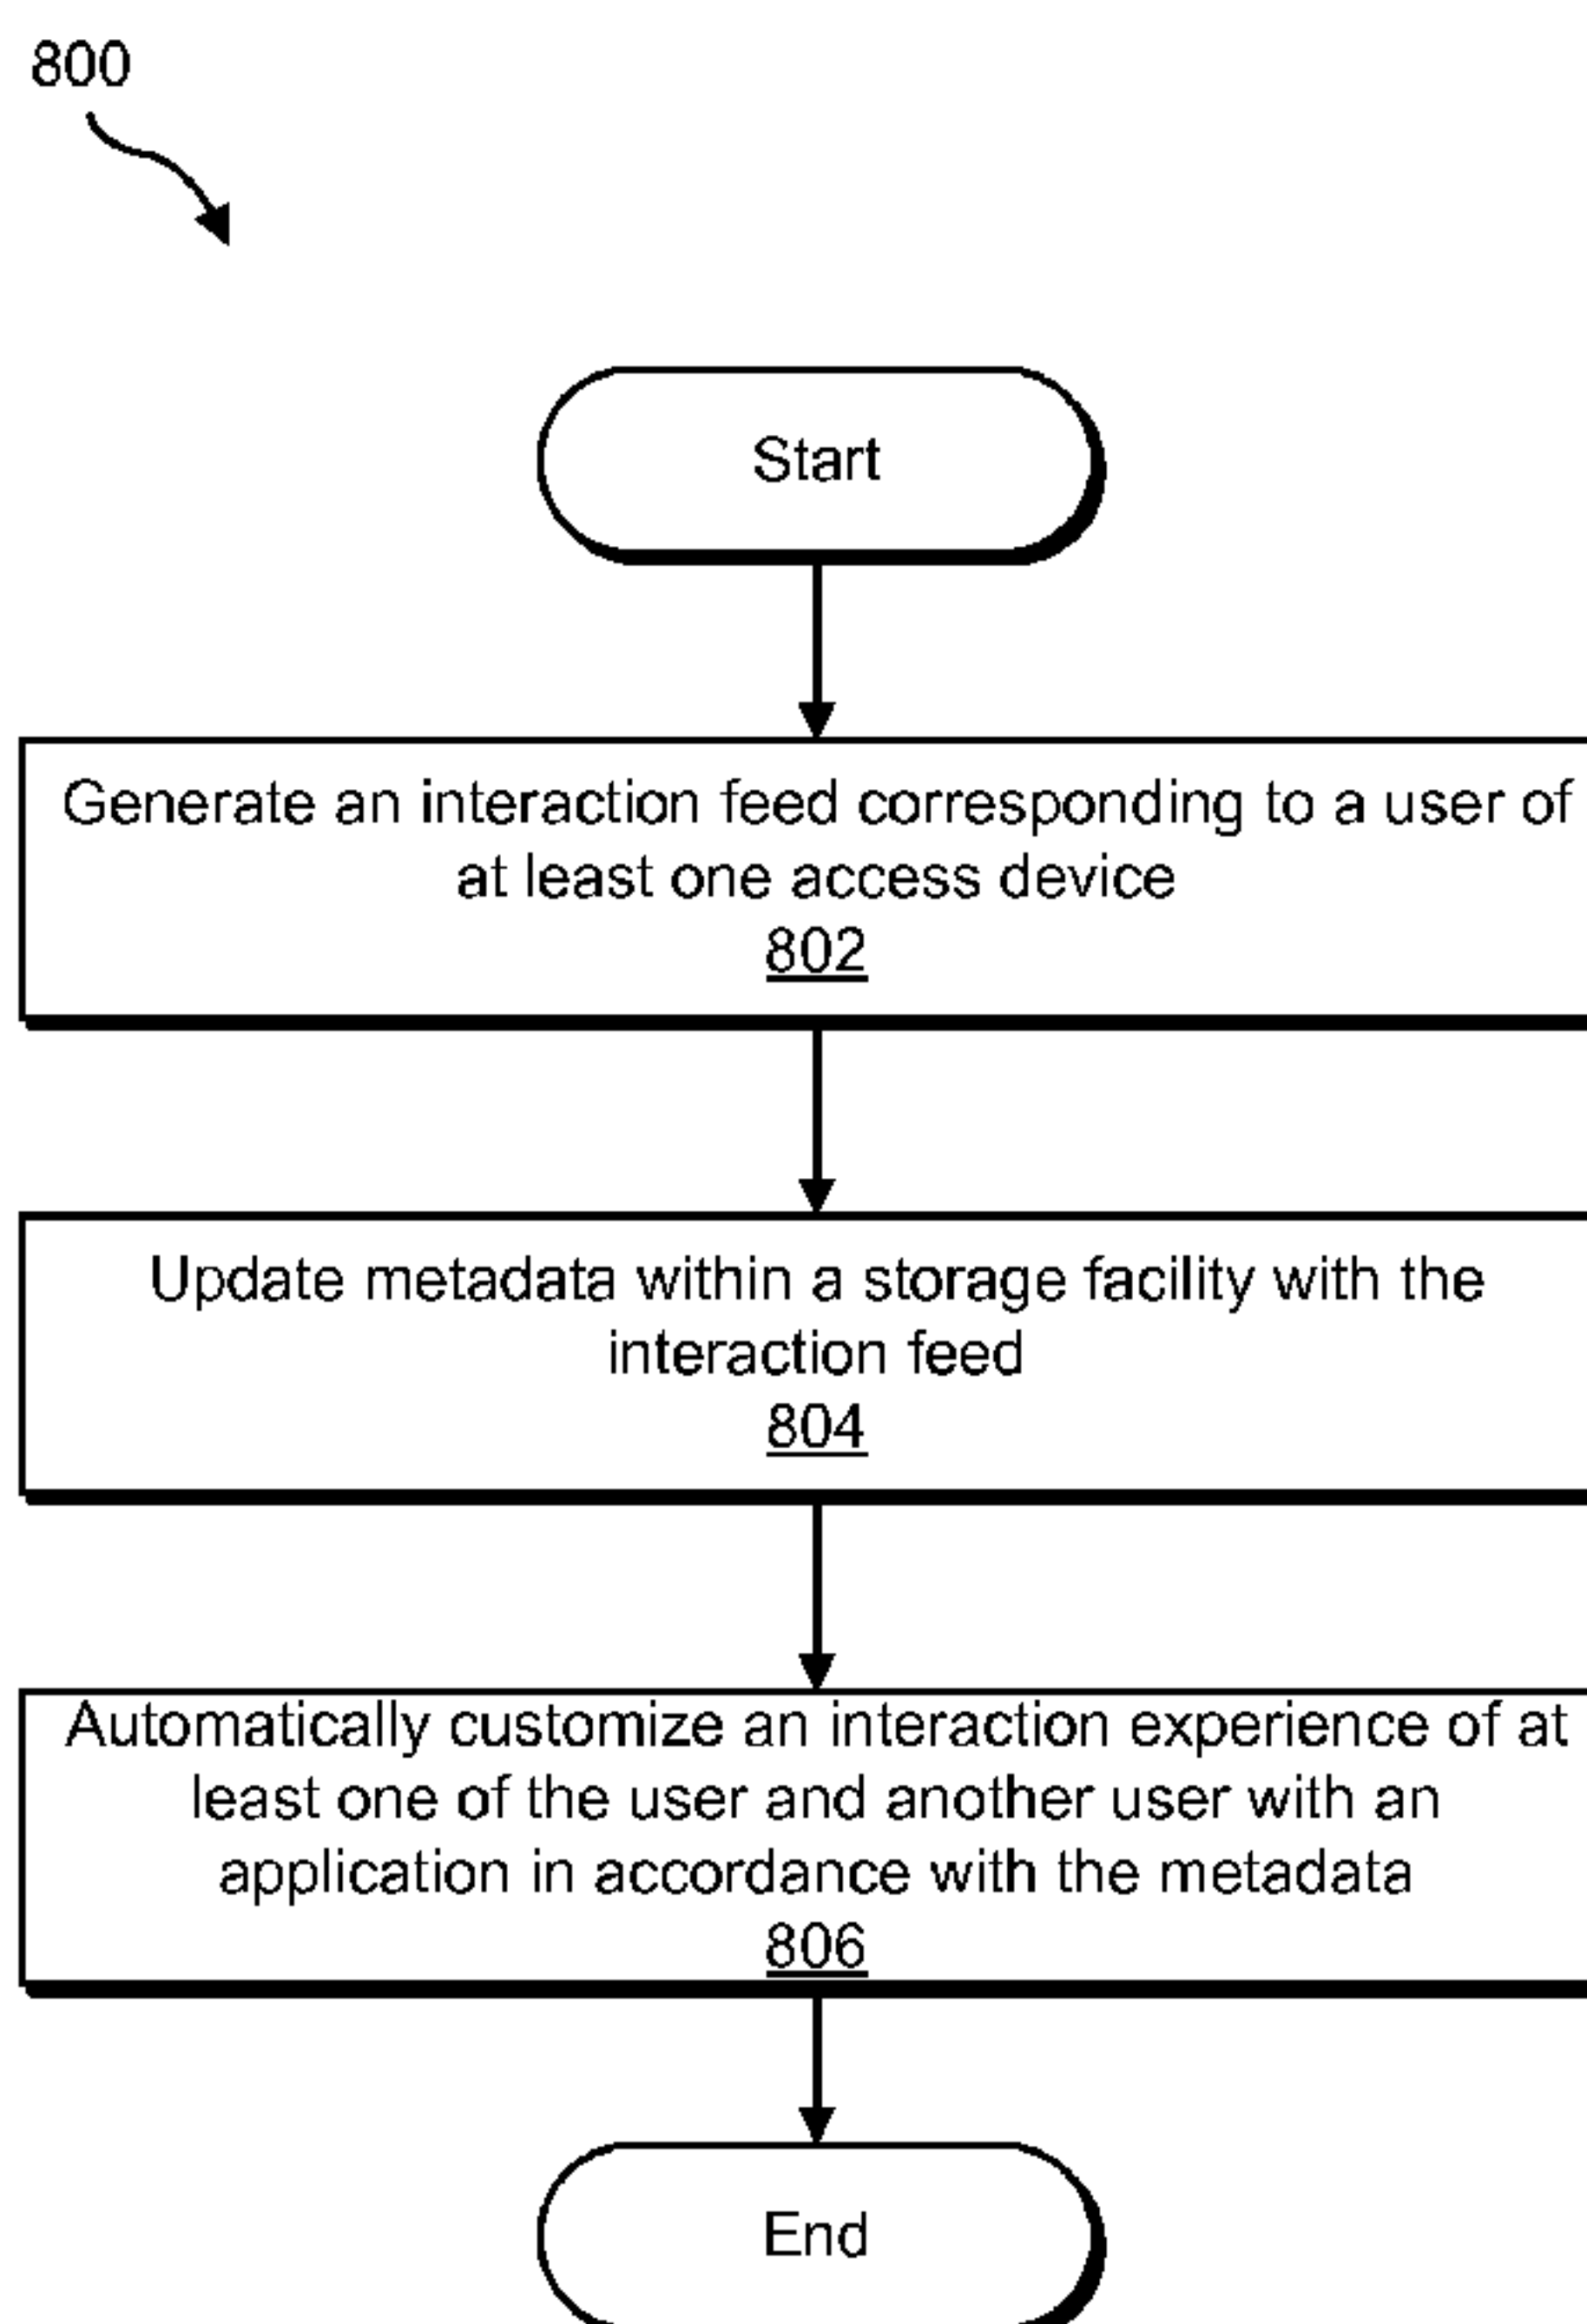 800
Start
Generate an interaction feed corresponding to a user of
at least one access device
802
Update metadata within a storage facility with the
interaction feed
804
Automatically customize an interaction experience of at
least one of the user and another user with an
application in accordance with the metadata
806
End